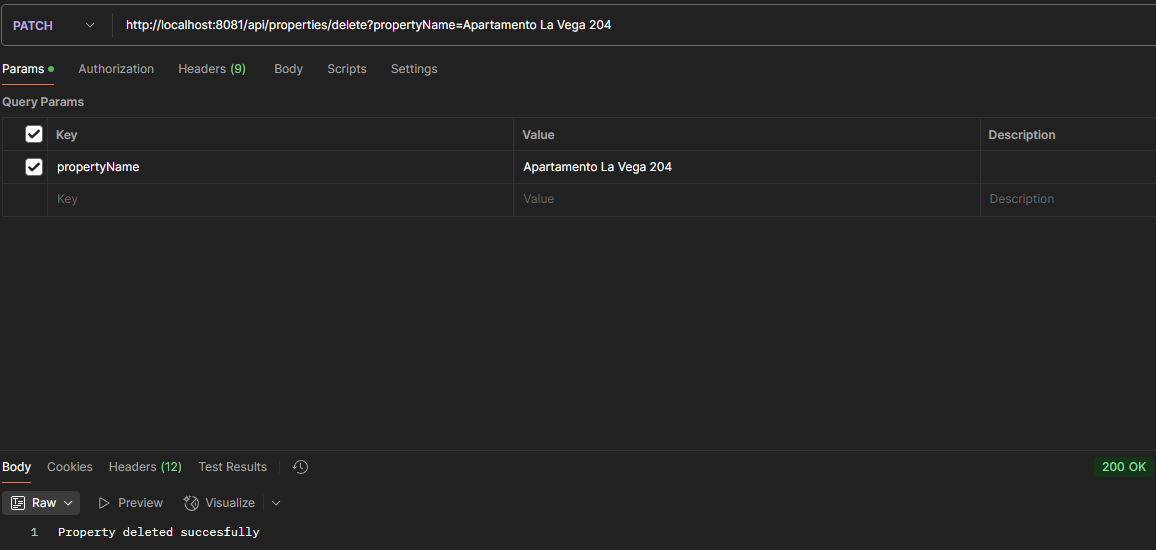 PATCH http://localhost:8081/api/properties/delete?propertyName=Apartamento La Vega 204
Params Authorization Headers (9) Body Scripts Settings
Query Params
Key Value Description
propertyName Apartamento La Vega 204
Key Value Description
Body Cookies Headers (12) Test Results 200 OK
Raw Preview Visualize
1 Property deleted succesfully